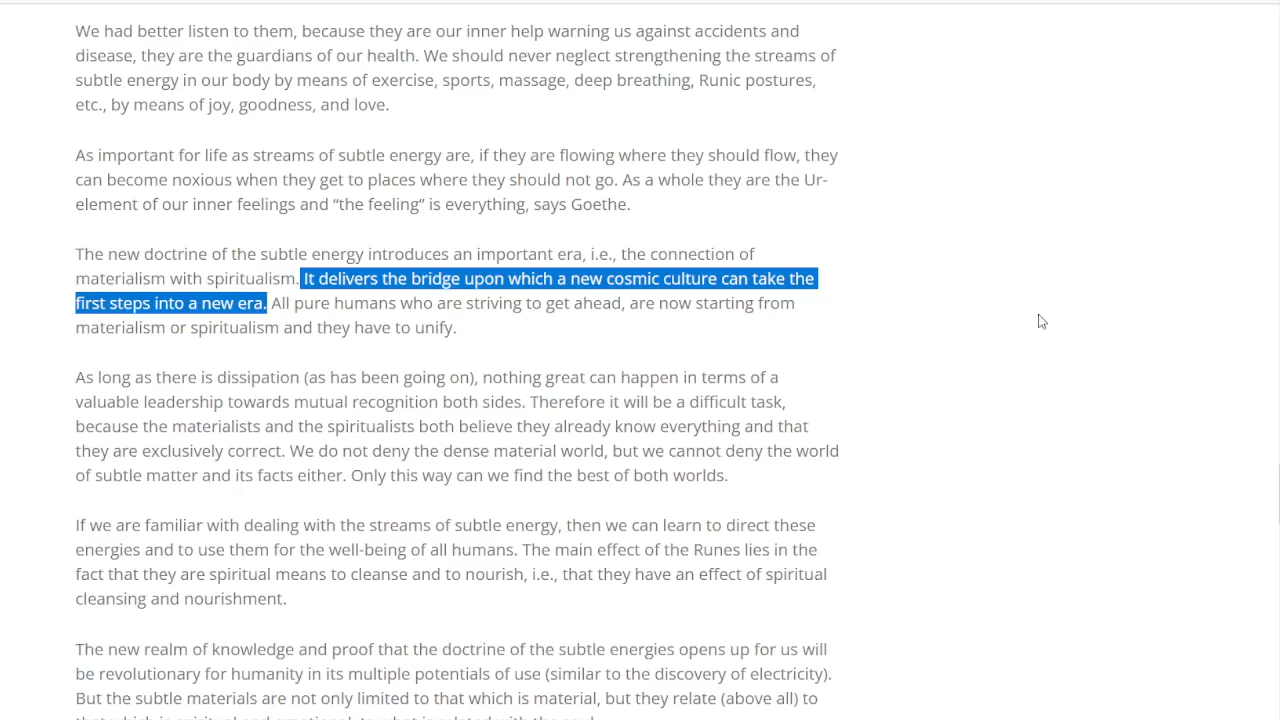 We had better listen to them, because they are our inner help warning us against accidents and
disease, they are the guardians of our health. We should never neglect strengthening the streams of
subtle energy in our body by means of exercise, sports, massage, deep breathing, Runic postures,
etc., by means of joy, goodness, and love.
As important for life as streams of subtle energy are, if they are flowing where they should flow, they
can become noxious when they get to places where they should not go. As a whole they are the Ur-
element of our inner feelings and “the feeling” is everything, says Goethe.
The new doctrine of the subtle energy introduces an important era, i.e., the connection of
materialism with spiritualism. It delivers the bridge upon which a new cosmic culture can take the
first steps into a new era. All pure humans who are striving to get ahead, are now starting from
materialism or spiritualism and they have to unify.
As long as there is dissipation (as has been going on), nothing great can happen in terms of a
valuable leadership towards mutual recognition both sides. Therefore it will be a difficult task,
because the materialists and the spiritualists both believe they already know everything and that
they are exclusively correct. We do not deny the dense material world, but we cannot deny the world
of subtle matter and its facts either. Only this way can we find the best of both worlds.
If we are familiar with dealing with the streams of subtle energy, then we can learn to direct these
energies and to use them for the well-being of all humans. The main effect of the Runes lies in the
fact that they are spiritual means to cleanse and to nourish, i.e., that they have an effect of spiritual
cleansing and nourishment.
The new realm of knowledge and proof that the doctrine of the subtle energies opens up for us will
be revolutionary for humanity in its multiple potentials of use (similar to the discovery of electricity).
But the subtle materials are not only limited to that which is material, but they relate (above all) to